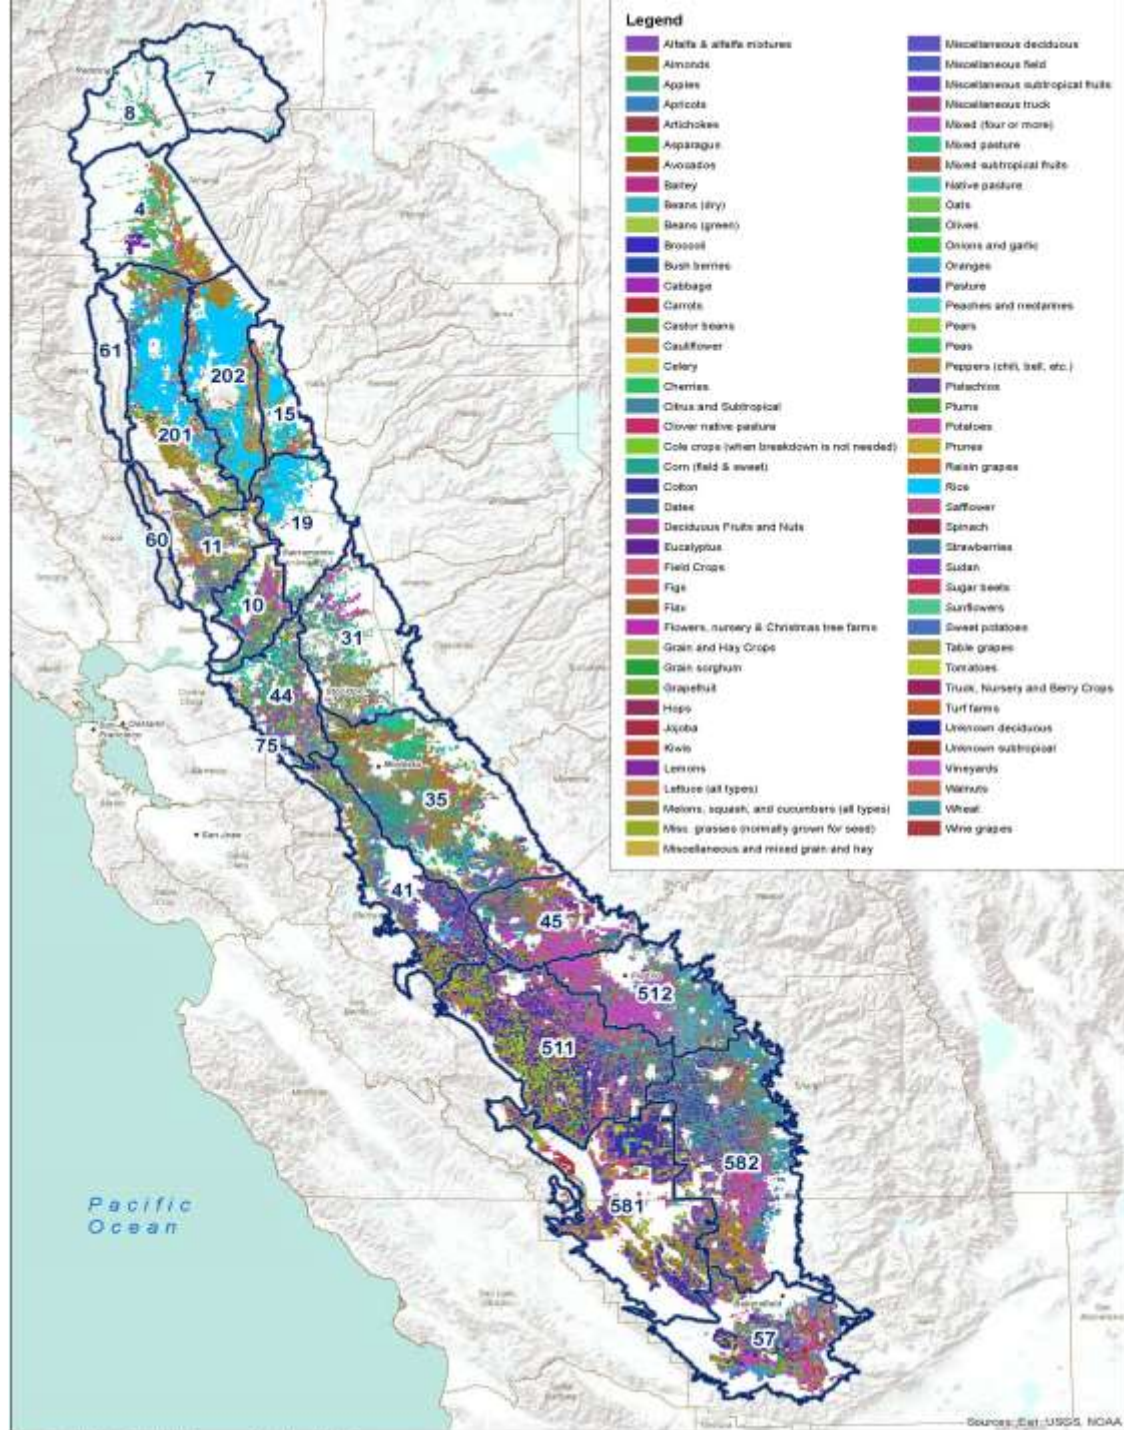 Legend
Alfalfa & alfalfa mixtures
Almonds
Apples
Apricots
Artichokes
Asparagus
Avocados
Barley
Beans (dry)
Beans (green)
Broccoli
Bush berries
Cabbage
Carrots
Castor beans
Cauliflower
Celery
Cherries
Citrus and Subtropical
Clover native pasture
Cole crops (when breakdown is not needed)
Corn (field & sweet)
Cotton
Dates
Deciduous Fruits and Nuts
Eucalyptus
Field Crops
Figs
Flax
Flowers, nursery & Christmas tree farms
Grain and Hay Crops
Grain sorghum
Grapefruit
Hops
Jojoba
Kiwis
Lemons
Lettuce (all types)
Melons, squash, and cucumbers (all types)
Misc. grasses (normally grown for seed)
Miscellaneous and mixed grain and hay
Miscellaneous deciduous
Miscellaneous field
Miscellaneous subtropical fruits
Miscellaneous truck
Mixed (four or more)
Mixed pasture
Mixed subtropical fruits
Native pasture
Oats
Olives
Onions and garlic
Oranges
Pasture
Peaches and nectarines
Pears
Peas
Peppers (chili, bell, etc.)
Pistachios
Plums
Potatoes
Prunes
Raisin grapes
Rice
Safflower
Spinach
Strawberries
Sudan
Sugar beets
Sunflowers
Sweet potatoes
Table grapes
Tomatoes
Truck, Nursery and Berry Crops
Turf farms
Unknown deciduous
Unknown subtropical
Vineyards
Walnuts
Wheat
Wine grapes
7
8
4
61
202
15
201
19
60
11
Sacramento
10
31
44
75
Oakland
San Francisco
Modesto
35
San Jose
41
45
512
511
582
581
Pacific
Ocean
Bakersfield
57
Sources: Esri, USGS, NOAA